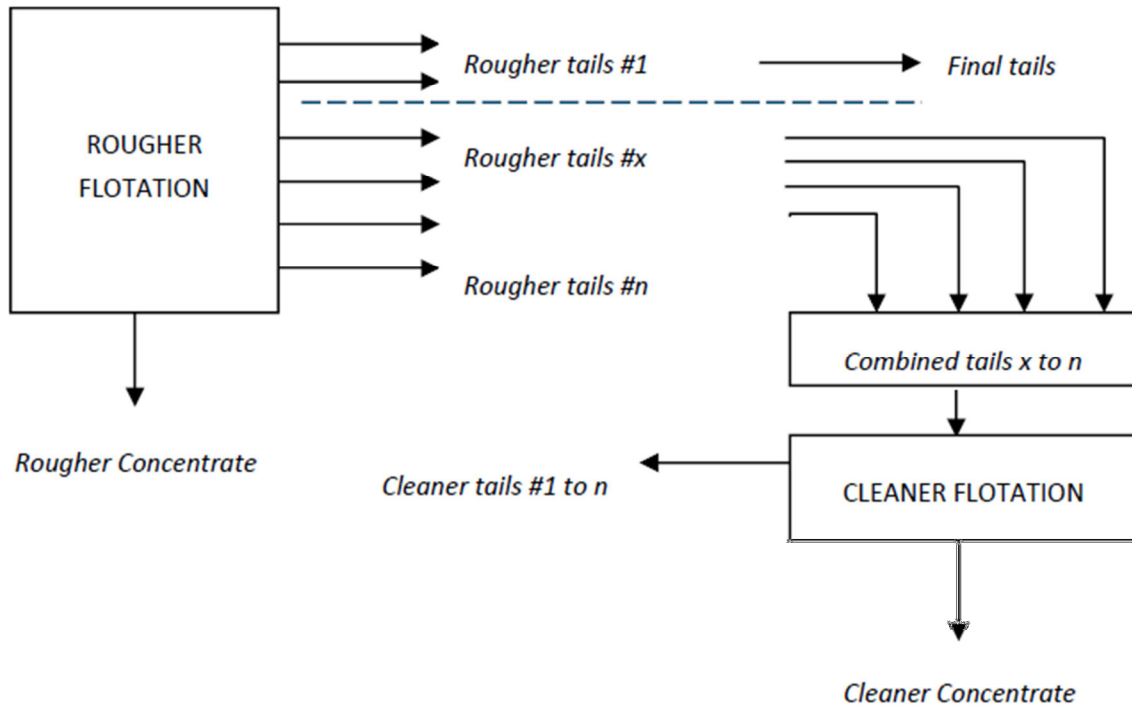 Rougher tails #1
Final tails
ROUGHER
FLOTATION
Rougher tails #x
Rougher tails #n
Combined tails x to n
Rougher Concentrate
Cleaner tails #1 to n
CLEANER FLOTATION
Cleaner Concentrate